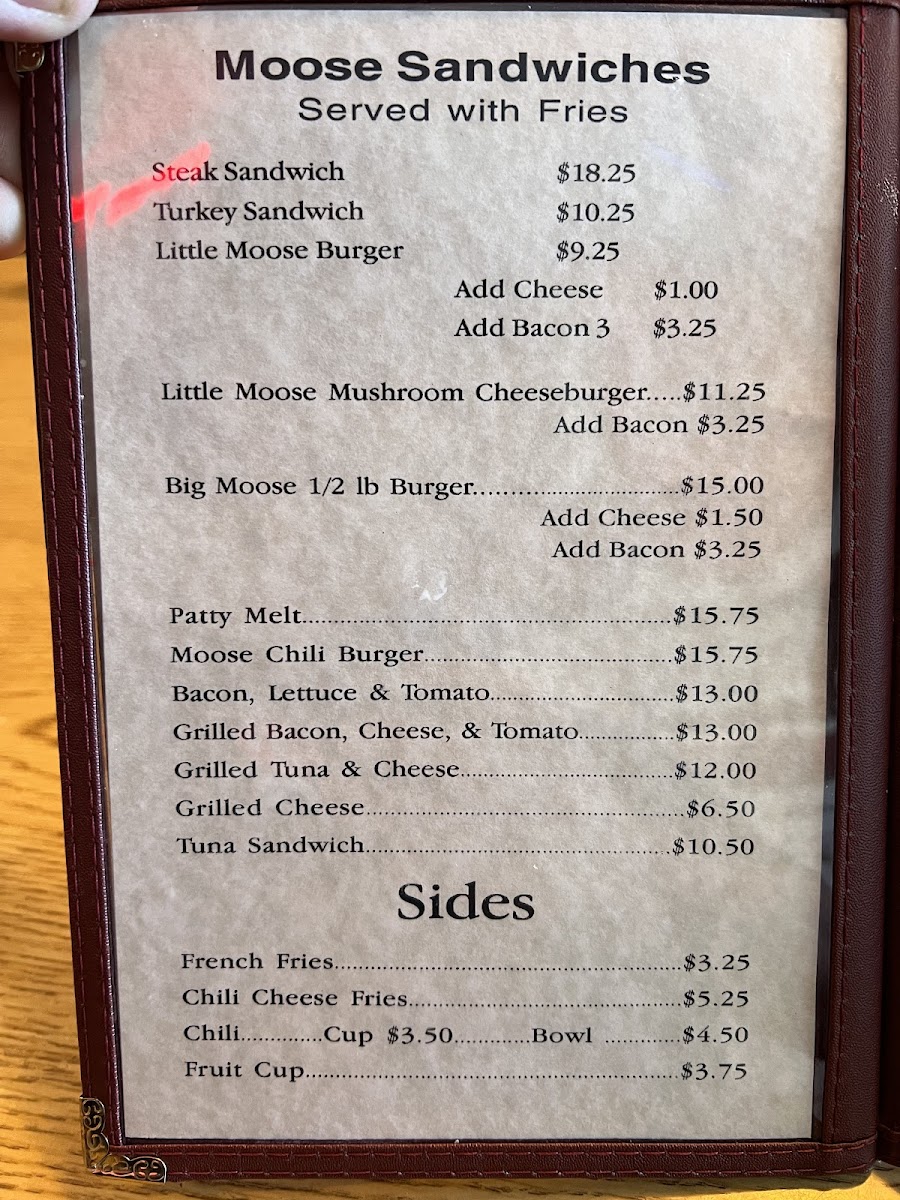 Moose Sandwiches
Served with Fries
Steak Sandwich $18.25
Turkey Sandwich $10.25
Little Moose Burger $9.25
Add Cheese $1.00
Add Bacon 3 $3.25
Little Moose Mushroom Cheeseburger.....$11.25
Add Bacon $3.25
Big Moose 1/2 lb Burger....................................$15.00
Add Cheese $1.50
Add Bacon $3.25
Patty Melt................................................................$15.75
Moose Chili Burger...........................................$15.75
Bacon, Lettuce & Tomato................................$13.00
Grilled Bacon, Cheese, & Tomato.................$13.00
Grilled Tuna & Cheese.....................................$12.00
Grilled Cheese.......................................................$6.50
Tuna Sandwich.....................................................$10.50
Sides
French Fries............................................................$3.25
Chili Cheese Fries...............................................$5.25
Chili..............Cup $3.50.............Bowl .............$4.50
Fruit Cup.................................................................$3.75